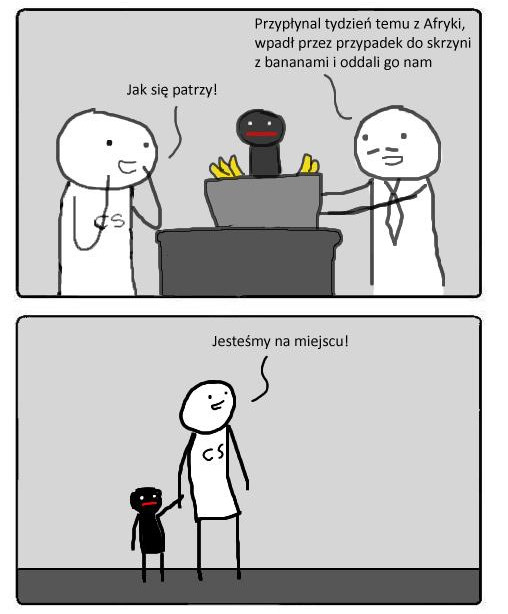 Przypłynal tydzień temu z Afryki,
wpadł przez przypadek do skrzyni
z bananami i oddali go nam
Jak się patrzy!
CS
Jesteśmy na miejscu!
CS